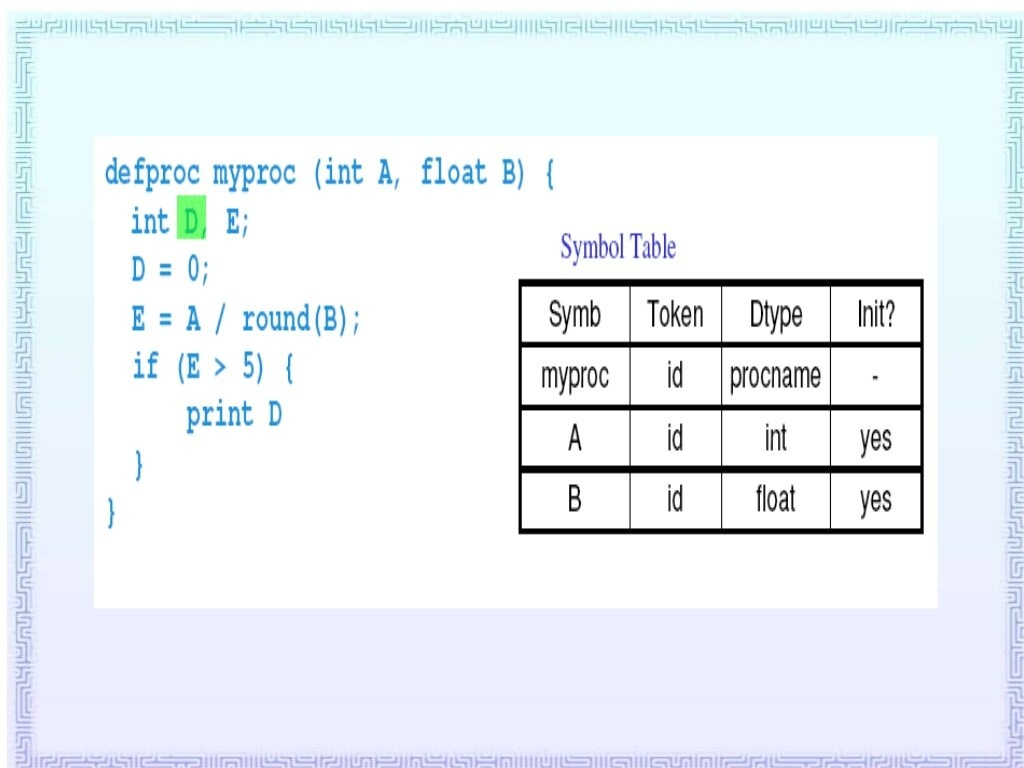 defproc myproc (int A, float B) {
int D, E;
D = 0;
E = A / round(B);
if (E > 5) {
print D
}
}
Symbol Table
Symb Token Dtype Init?
myproc id procname -
A id int yes
B id float yes